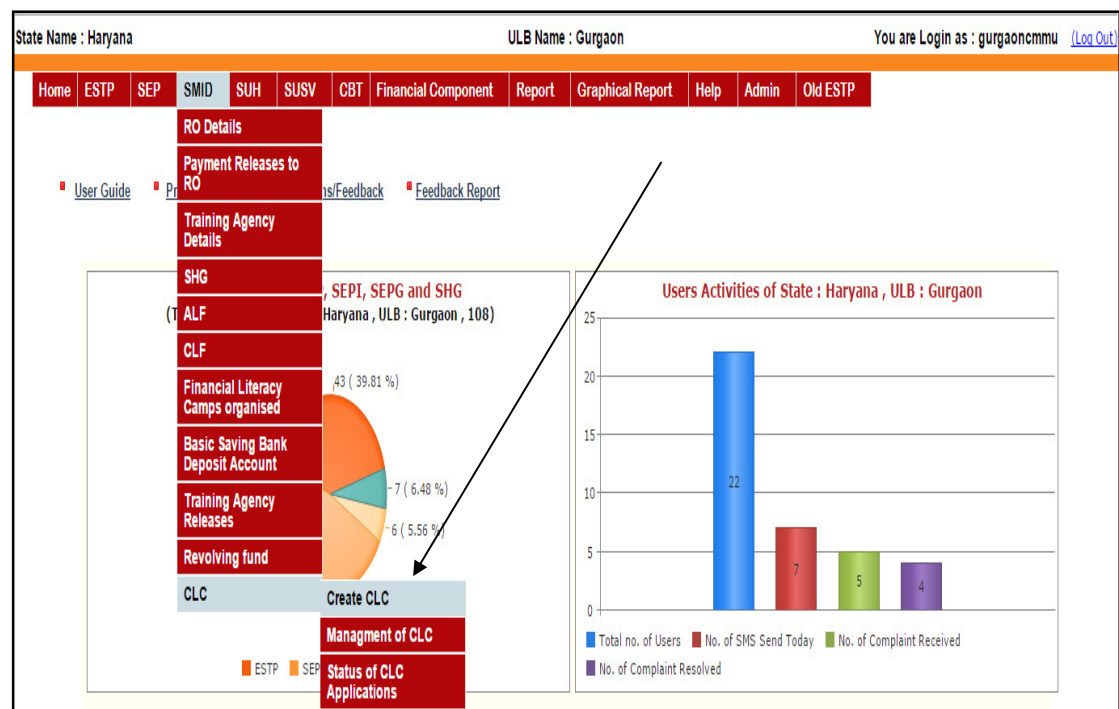 State Name : Haryana ULB Name : Gurgaon You are Login as : gurgaoncmmu (Log Out)
Home ESTP SEP SMID SUH SUSV CBT Financial Component Report Graphical Report Help Admin Old ESTP
RO Details
Payment Releases to
RO
User Guide ns/Feedback Feedback Report
Training Agency
Details
SHG
ALF
CLF
Financial Literacy
Camps organised
Basic Saving Bank
Deposit Account
Training Agency
Releases
Revolving fund
CLC
Create CLC
Managment of CLC
Status of CLC
Applications
, SEPI, SEPG and SHG
Haryana , ULB : Gurgaon , 108)
43 ( 39.81 %)
7 ( 6.48 %)
6 ( 5.56 %)
ESTP SEP
Users Activities of State : Haryana , ULB : Gurgaon
25
20
15
10
5
0
22
7
5
4
Total no. of Users No. of SMS Send Today No. of Complaint Received
No. of Complaint Resolved